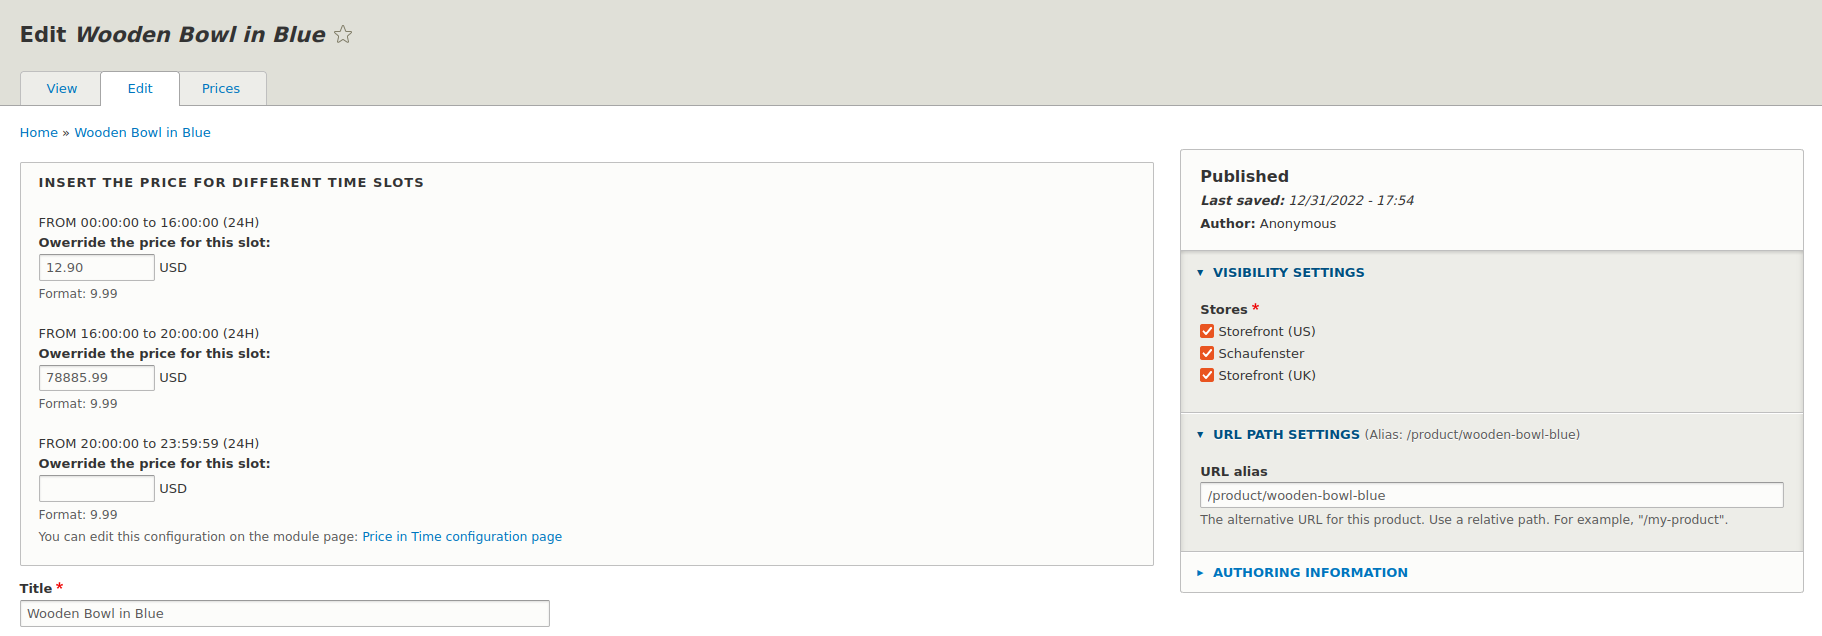 Edit Wooden Bowl in Blue
View
Edit
Prices
Home » Wooden Bowl in Blue
INSERT THE PRICE FOR DIFFERENT TIME SLOTS
FROM 00:00:00 to 16:00:00 (24H)
Owerride the price for this slot:
12.90 USD
Format: 9.99
FROM 16:00:00 to 20:00:00 (24H)
Owerride the price for this slot:
78885.99 USD
Format: 9.99
FROM 20:00:00 to 23:59:59 (24H)
Owerride the price for this slot:
USD
Format: 9.99
You can edit this configuration on the module page: Price in Time configuration page
Title *
Wooden Bowl in Blue
Published
Last saved: 12/31/2022 - 17:54
Author: Anonymous
VISIBILITY SETTINGS
Stores *
Storefront (US)
Schaufenster
Storefront (UK)
URL PATH SETTINGS (Alias: /product/wooden-bowl-blue)
URL alias
/product/wooden-bowl-blue
The alternative URL for this product. Use a relative path. For example, "/my-product".
AUTHORING INFORMATION